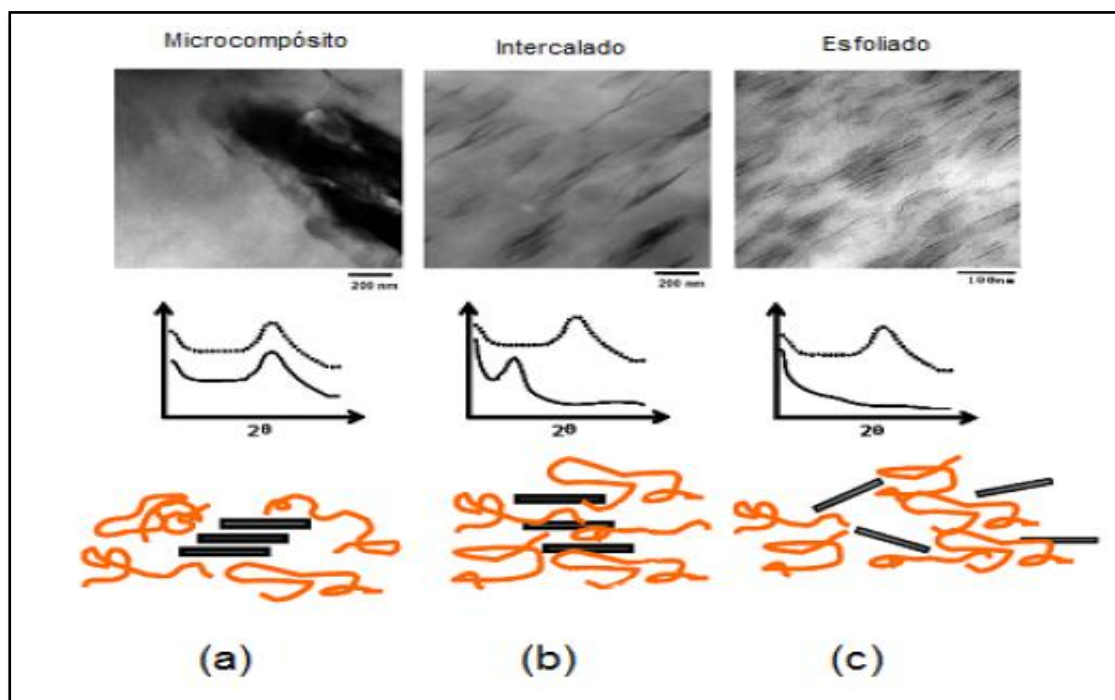 Microcompósito Intercalado Esfoliado
200 nm 200 nm 100nm
2θ 2θ 2θ
(a) (b) (c)